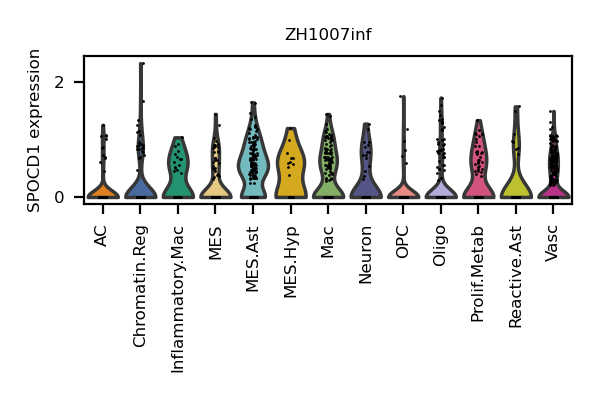 ZH1007inf
SPOCD1 expression
2
0
AC
Chromatin.Reg
Inflammatory.Mac
MES
MES.Ast
MES.Hyp
Mac
Neuron
OPC
Oligo
Prolif.Metab
Reactive.Ast
Vasc